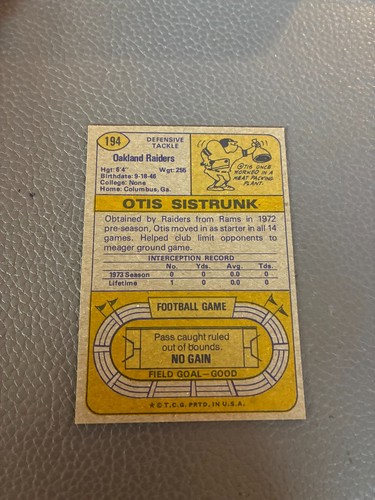 194
DEFENSIVE
TACKLE
Oakland Raiders
Hgt: 6'4" Wgt: 255
Birthdate: 9-18-46
College: None
Home: Columbus, Ga.
OTIS ONCE
WORKED IN A
MEAT PACKING
PLANT.
OTIS SISTRUNK
Obtained by Raiders from Rams in 1972
pre-season, Otis moved in as starter in all 14
games. Helped club limit opponents to
meager ground game.
INTERCEPTION RECORD
No. Yds. Avg. Tds.
1973 Season 0 0 0.0 0
Lifetime 1 0 0.0 0
FOOTBALL GAME
Pass caught ruled
out of bounds.
NO GAIN
FIELD GOAL—GOOD
© T.C.G. PRTD. IN U.S.A.